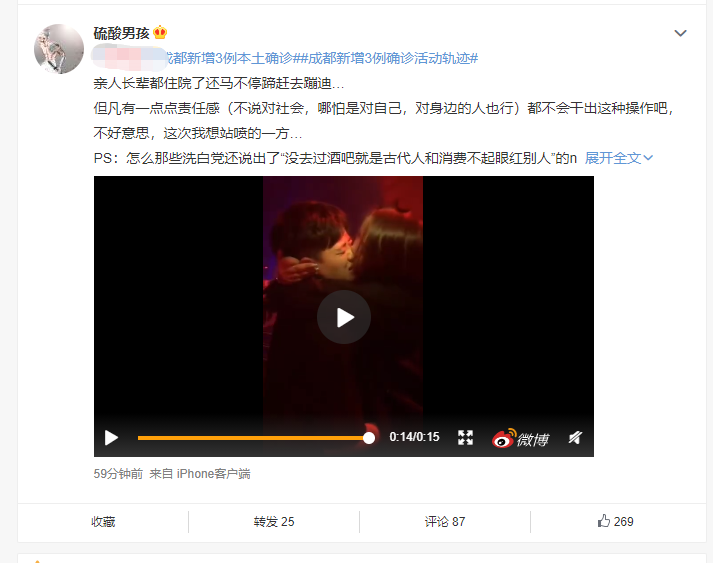 硫酸男孩
成都新增3例本土确诊##成都新增3例确诊活动轨迹#
亲人长辈都住院了还马不停蹄赶去蹦迪…
但凡有一点点责任感（不说对社会，哪怕是对自己，对身边的人也行）都不会干出这种操作吧，
不好意思，这次我想站喷的一方…
PS：怎么那些洗白党还说出了“没去过酒吧就是古代人和消费不起眼红别人”的n 展开全文
0:14/0:15
微博
59分钟前 来自 iPhone客户端
收藏 转发 25 评论 87 269